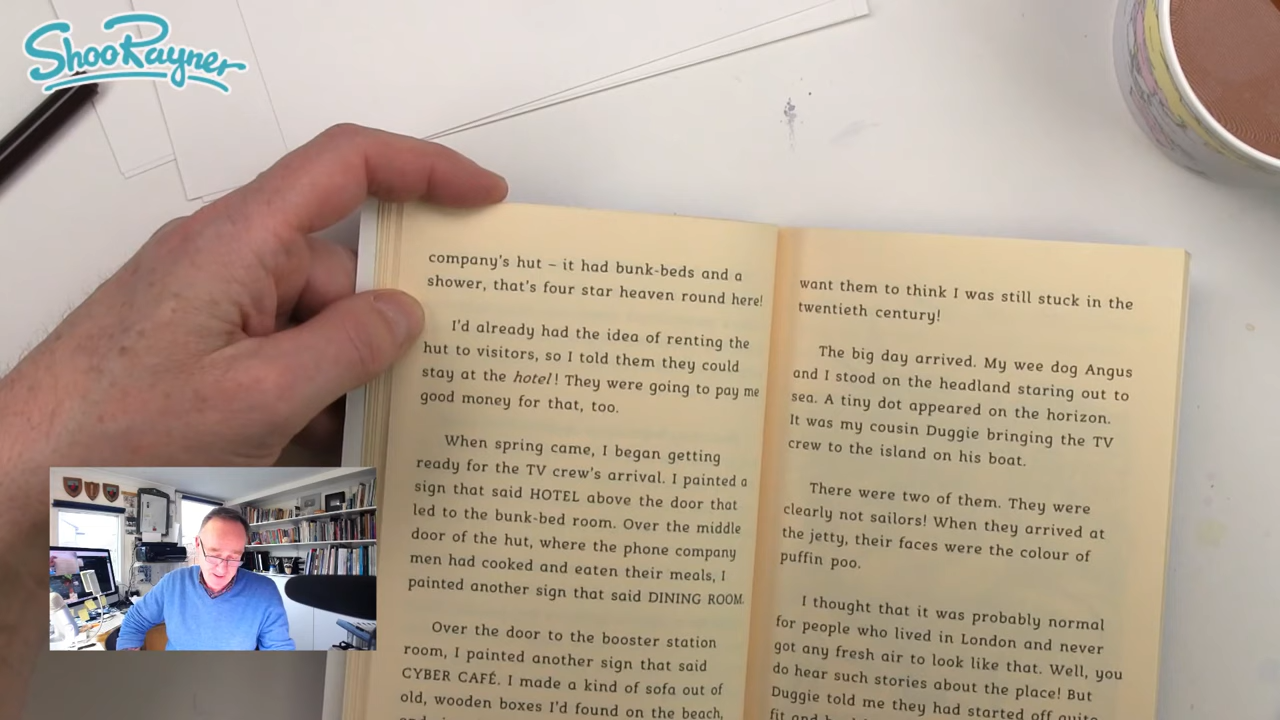 ShooRayner
company's hut – it had bunk-beds and a
shower, that's four star heaven round here!
I'd already had the idea of renting the
hut to visitors, so I told them they could
stay at the hotel! They were going to pay me
good money for that, too.
When spring came, I began getting
ready for the TV crew's arrival. I painted a
sign that said HOTEL above the door that
led to the bunk-bed room. Over the middle
door of the hut, where the phone company
men had cooked and eaten their meals, I
painted another sign that said DINING ROOM.
Over the door to the booster station
room, I painted another sign that said
CYBER CAFÉ. I made a kind of sofa out of
old, wooden boxes I'd found on the beach,
want them to think I was still stuck in the
twentieth century!
The big day arrived. My wee dog Angus
and I stood on the headland staring out to
sea. A tiny dot appeared on the horizon.
It was my cousin Duggie bringing the TV
crew to the island on his boat.
There were two of them. They were
clearly not sailors! When they arrived at
the jetty, their faces were the colour of
puffin poo.
I thought that it was probably normal
for people who lived in London and never
got any fresh air to look like that. Well, you
do hear such stories about the place! But
Duggie told me they had started off quite
fit and